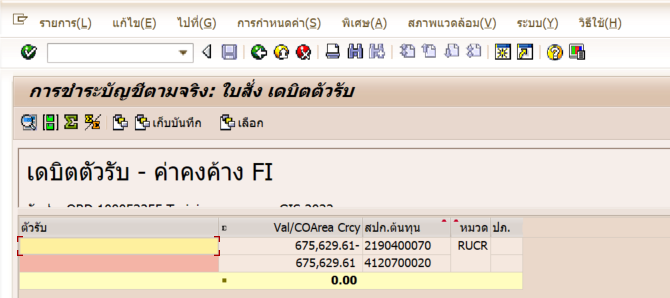 รายการ(L) แก้ไข(E) ไปที่(G) การกำหนดค่า(S) พิเศษ(A) สภาพแวดล้อม(V) ระบบ(Y) วิธีใช้(H)
การชำระบัญชีตามจริง: ใบสั่ง เดบิตตัวรับ
เก็บบันทึก เลือก
เดบิตตัวรับ - ค่าคงค้าง FI
ตัวรับ Val/COArea Crcy สปก.ต้นทุน หมวด ปภ.
675,629.61- 2190400070 RUCR
675,629.61 4120700020
0.00